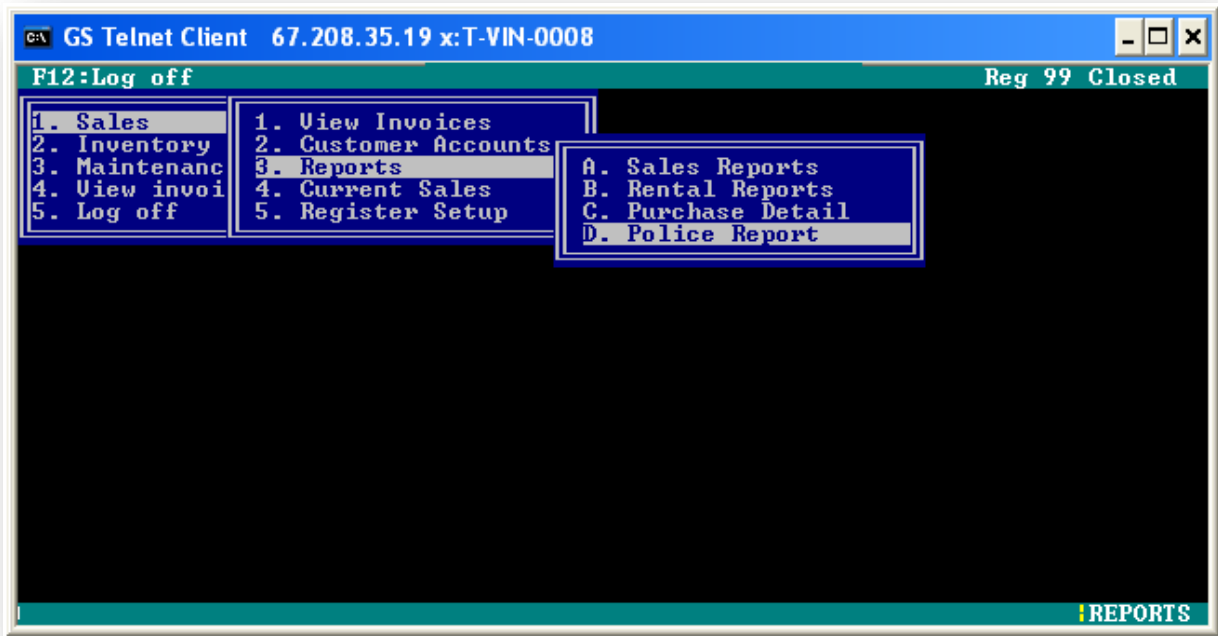 GS Telnet Client 67.208.35.19 x:T-VIN-0008
F12:Log off Reg 99 Closed
1. Sales
2. Inventory
3. Maintenanc
4. View invoi
5. Log off
1. View Invoices
2. Customer Accounts
3. Reports
4. Current Sales
5. Register Setup
A. Sales Reports
B. Rental Reports
C. Purchase Detail
D. Police Report
REPORTS